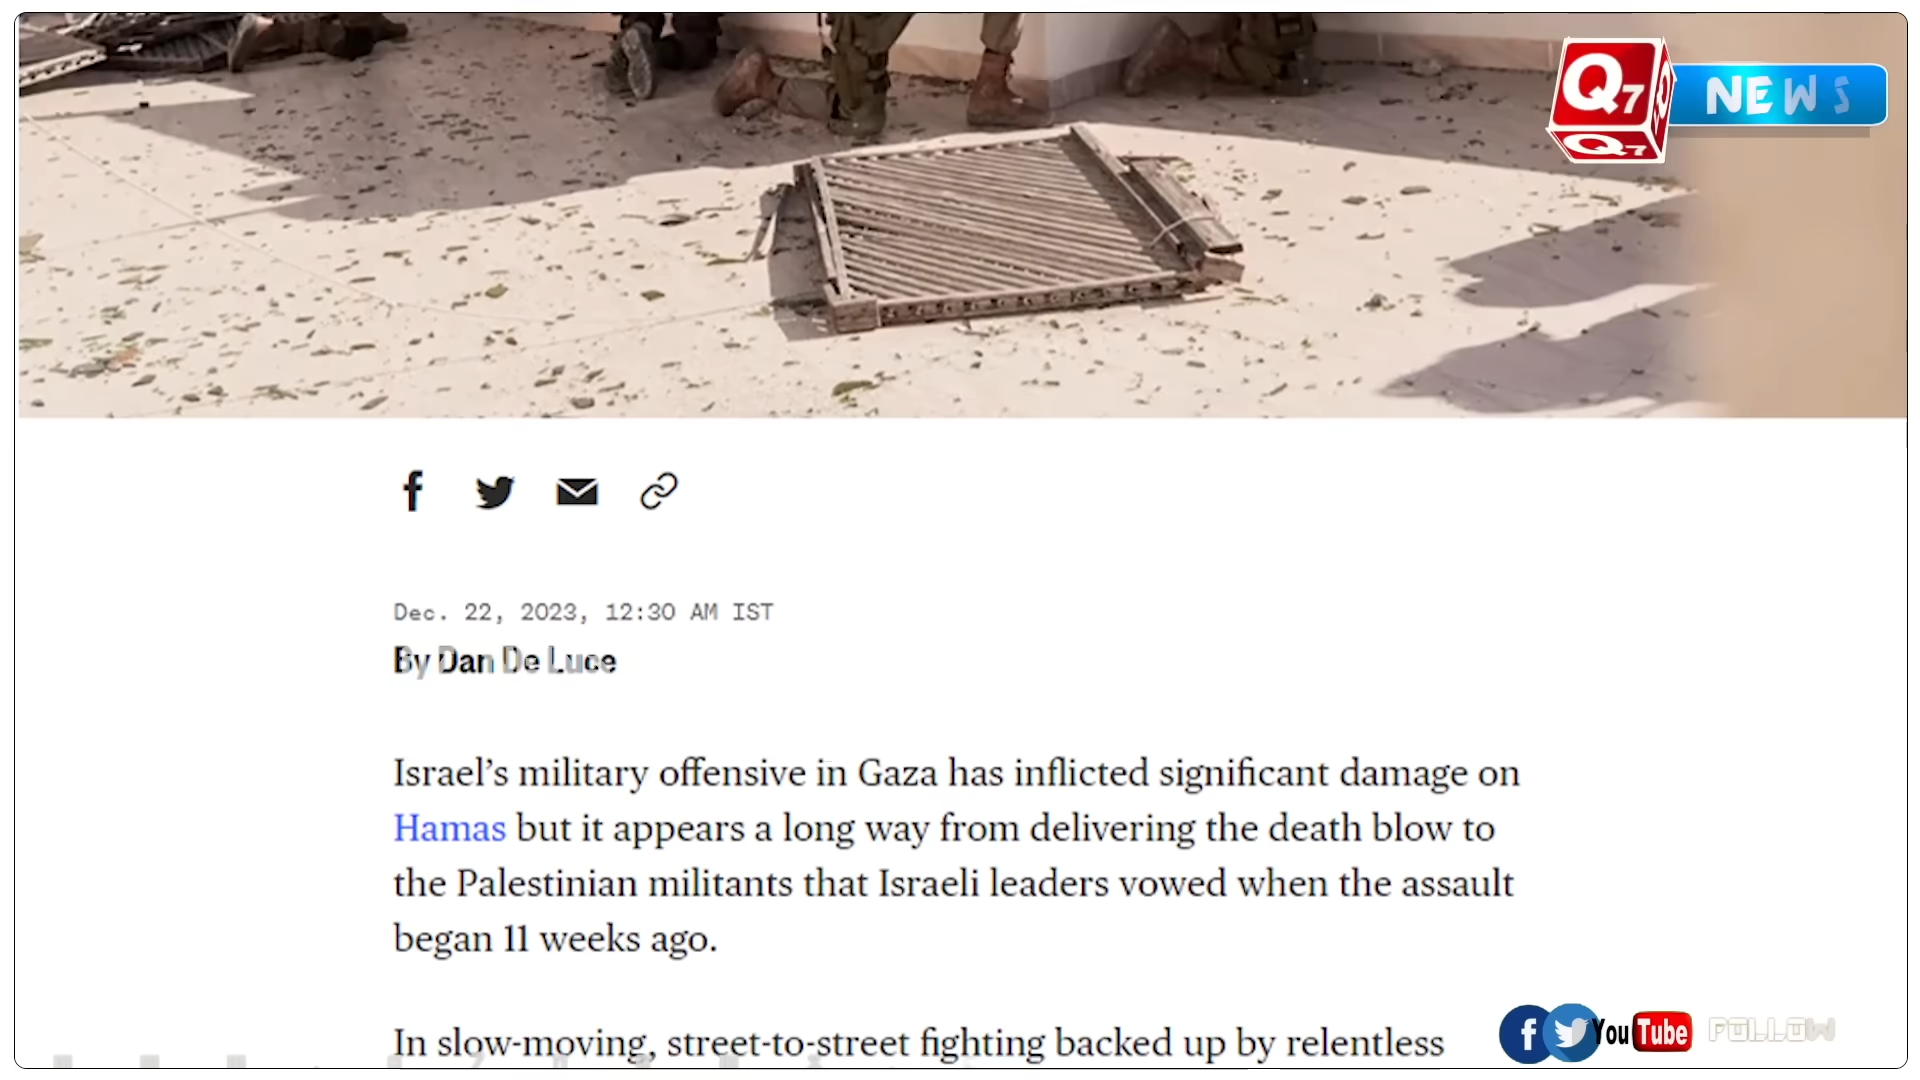 Q7
NEWS
Q7
Dec. 22, 2023, 12:30 AM IST
By Dan De Luce
Israel’s military offensive in Gaza has inflicted significant damage on
Hamas but it appears a long way from delivering the death blow to
the Palestinian militants that Israeli leaders vowed when the assault
began 11 weeks ago.
In slow-moving, street-to-street fighting backed up by relentless
YouTube FOLLOW